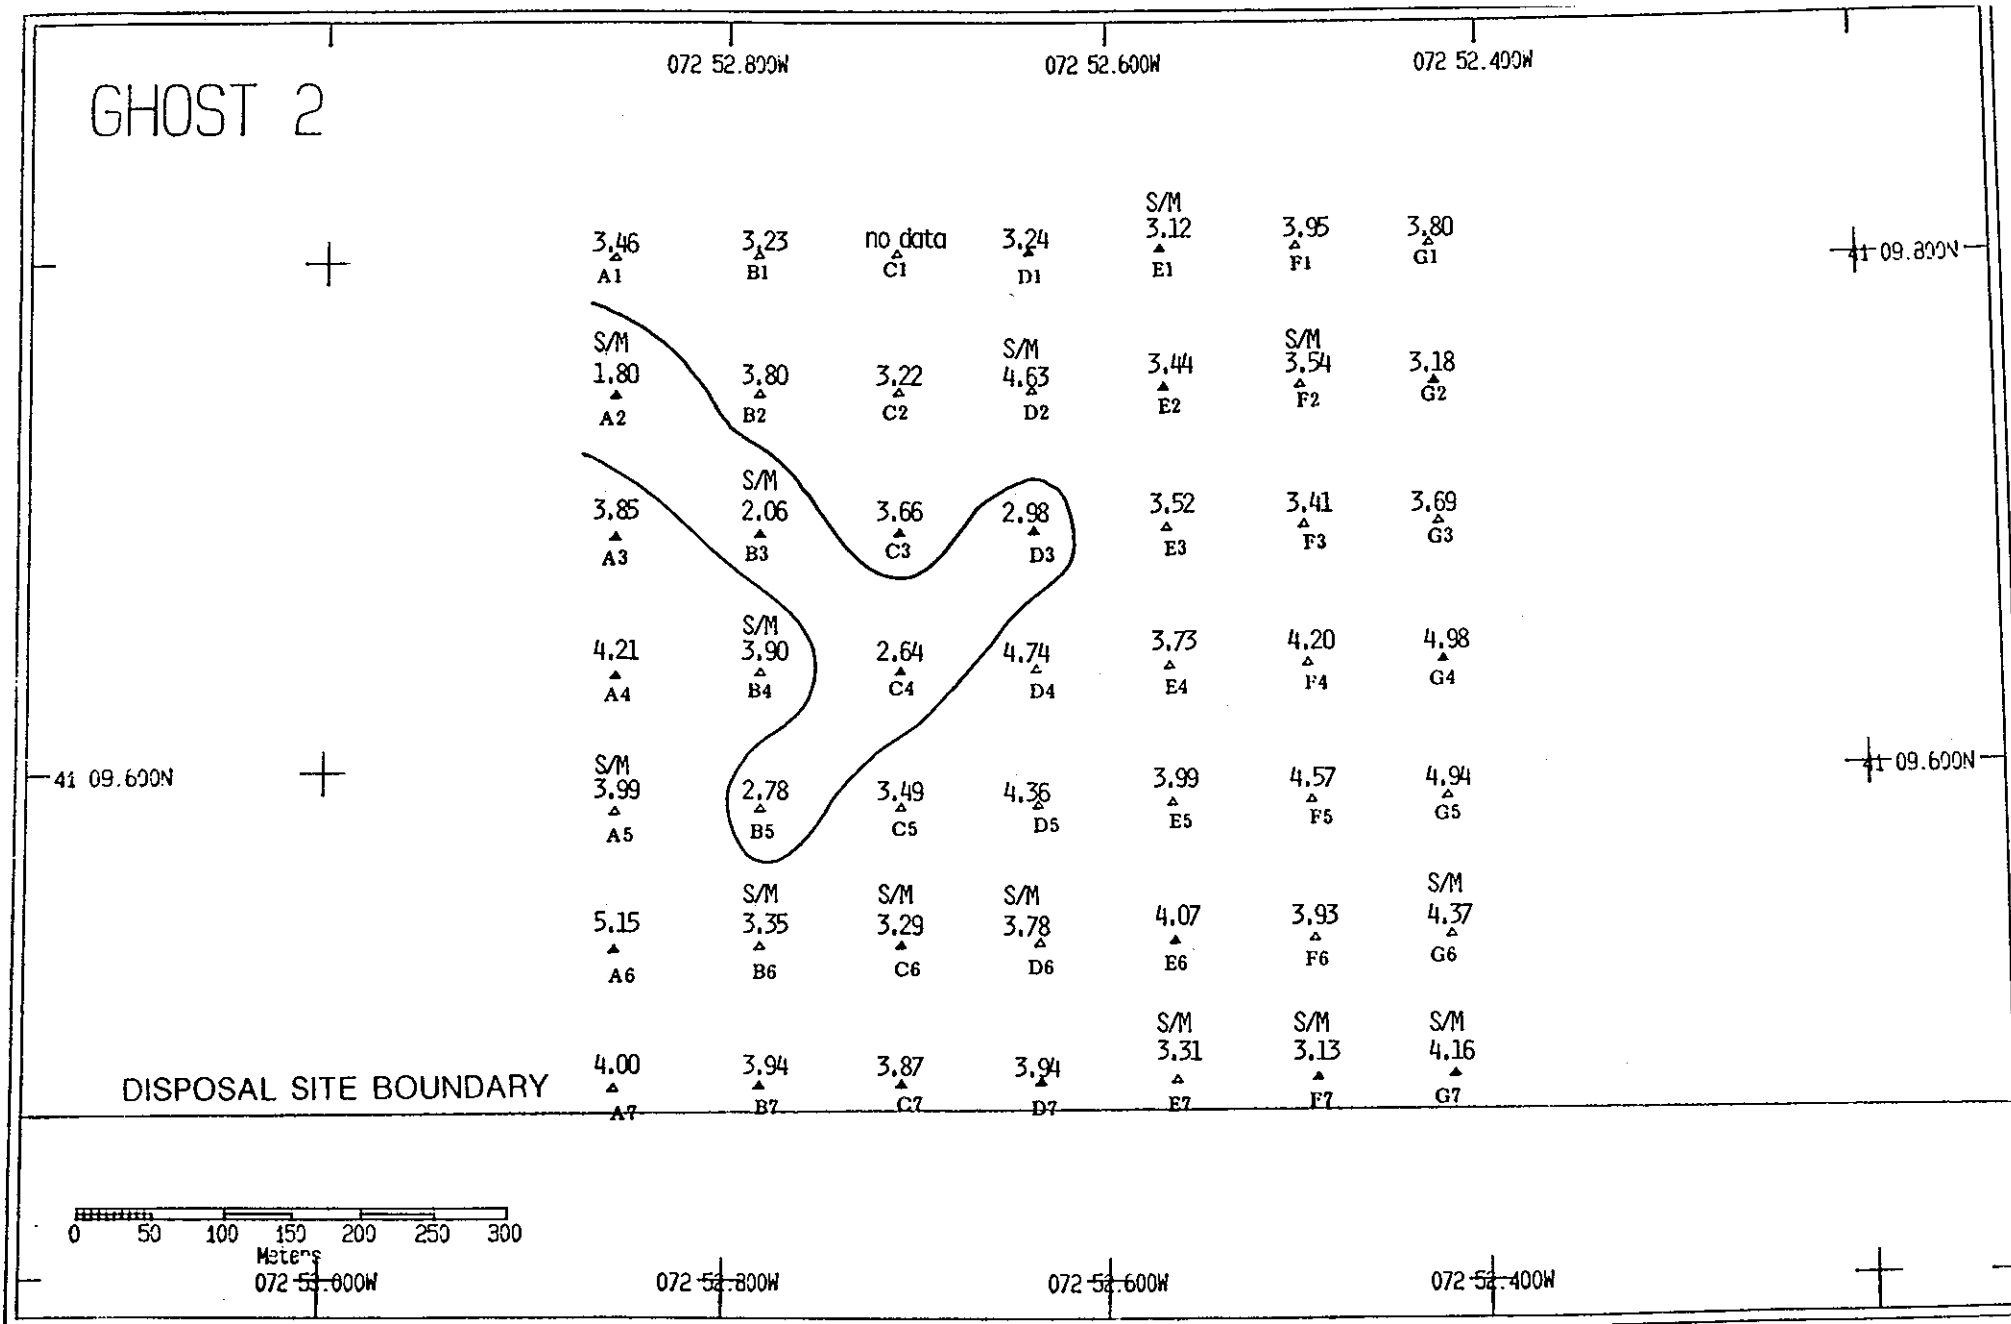 072 52.800W 072 52.600W 072 52.400W
GHOST 2
S/M
3.46 3.23 no data 3.24 3.12 3.95 3.80
A1 B1 C1 D1 E1 F1 G1
41 09.800N
S/M S/M S/M
1.80 3.80 3.22 4.63 3.44 3.54 3.18
A2 B2 C2 D2 E2 F2 G2
S/M
3.85 2.06 3.66 2.98 3.52 3.41 3.69
A3 B3 C3 D3 E3 F3 G3
S/M
4.21 3.90 2.64 4.74 3.73 4.20 4.98
A4 B4 C4 D4 E4 F4 G4
41 09.600N 41 09.600N
S/M
3.99 2.78 3.49 4.36 3.99 4.57 4.94
A5 B5 C5 D5 E5 F5 G5
S/M S/M S/M S/M
5.15 3.35 3.29 3.78 4.07 3.93 4.37
A6 B6 C6 D6 E6 F6 G6
S/M S/M S/M
4.00 3.94 3.87 3.94 3.31 3.13 4.16
A7 B7 C7 D7 E7 F7 G7
DISPOSAL SITE BOUNDARY
0 50 100 150 200 250 300
Meters
072 53.000W 072 52.800W 072 52.600W 072 52.400W